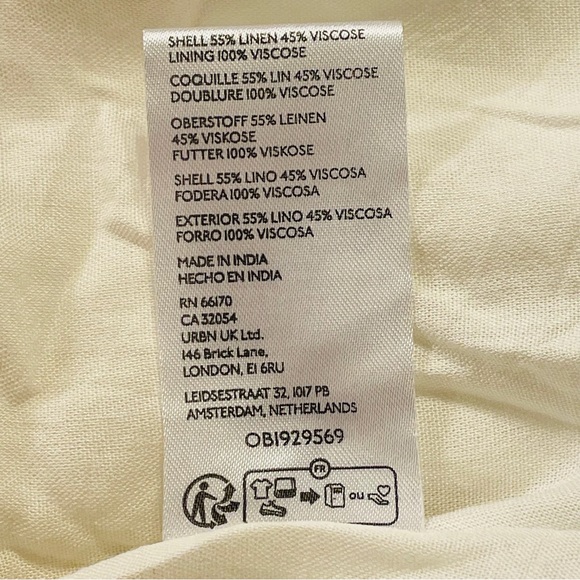 SHELL 55% LINEN 45% VISCOSE
LINING 100% VISCOSE
COQUILLE 55% LIN 45% VISCOSE
DOUBLURE 100% VISCOSE
OBERSTOFF 55% LEINEN
45% VISKOSE
FUTTER 100% VISKOSE
SHELL 55% LINO 45% VISCOSA
FODERA 100% VISCOSA
EXTERIOR 55% LINO 45% VISCOSA
FORRO 100% VISCOSA
MADE IN INDIA
HECHO EN INDIA
RN 66170
CA 32054
URBN UK Ltd.
146 Brick Lane,
LONDON, E1 6RU
LEIDSESTRAAT 32, 1017 PB
AMSTERDAM, NETHERLANDS
OB1929569
FR
ou